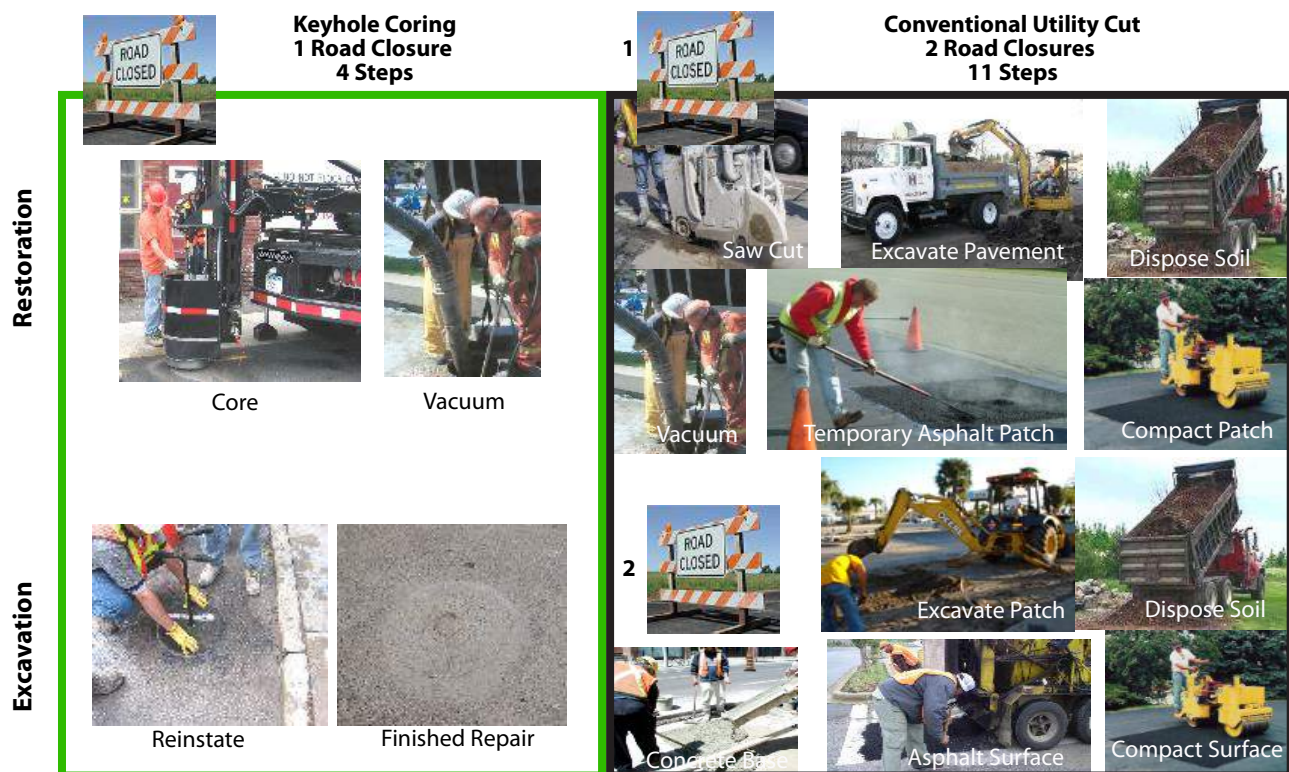 Keyhole Coring
1 Road Closure
4 Steps
Conventional Utility Cut
2 Road Closures
11 Steps
ROAD
CLOSED
1
ROAD
CLOSED
Restoration
Core
Vacuum
Saw Cut
Excavate Pavement
Dispose Soil
Vacuum
Temporary Asphalt Patch
Compact Patch
Excavation
Reinstate
Finished Repair
2
ROAD
CLOSED
Excavate Patch
Dispose Soil
Concrete Base
Asphalt Surface
Compact Surface